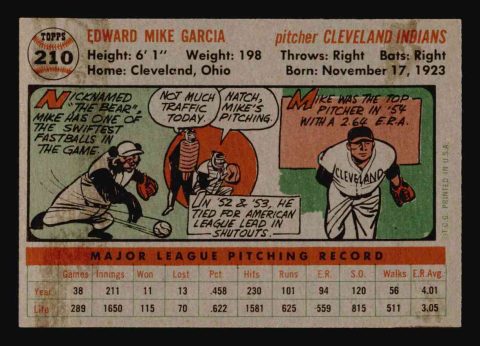 TOPPS
210
EDWARD MIKE GARCIA
pitcher CLEVELAND INDIANS
Height: 6' 1" Weight: 198
Throws: Right Bats: Right
Home: Cleveland, Ohio
Born: November 17, 1923
NICKNAMED
"THE BEAR,"
MIKE HAS ONE OF
THE SWIFTEST
FASTBALLS IN
THE GAME.
NOT MUCH
TRAFFIC
TODAY.
NATCH,
MIKE'S
PITCHING.
IN '52 & '53, HE
TIED FOR AMERICAN
LEAGUE LEAD IN
SHUTOUTS.
MIKE WAS THE TOP
PITCHER IN '54
WITH A 2.64 E.R.A.
CLEVELAND
©T.C.G. PRINTED IN U.S.A.
MAJOR LEAGUE PITCHING RECORD
Games Innings Won Lost Pct. Hits Runs E.R. S.O. Walks E.R.Avg.
Year 38 211 11 13 .458 230 101 94 120 56 4.01
Life 289 1650 115 70 .622 1581 625 559 815 511 3.05